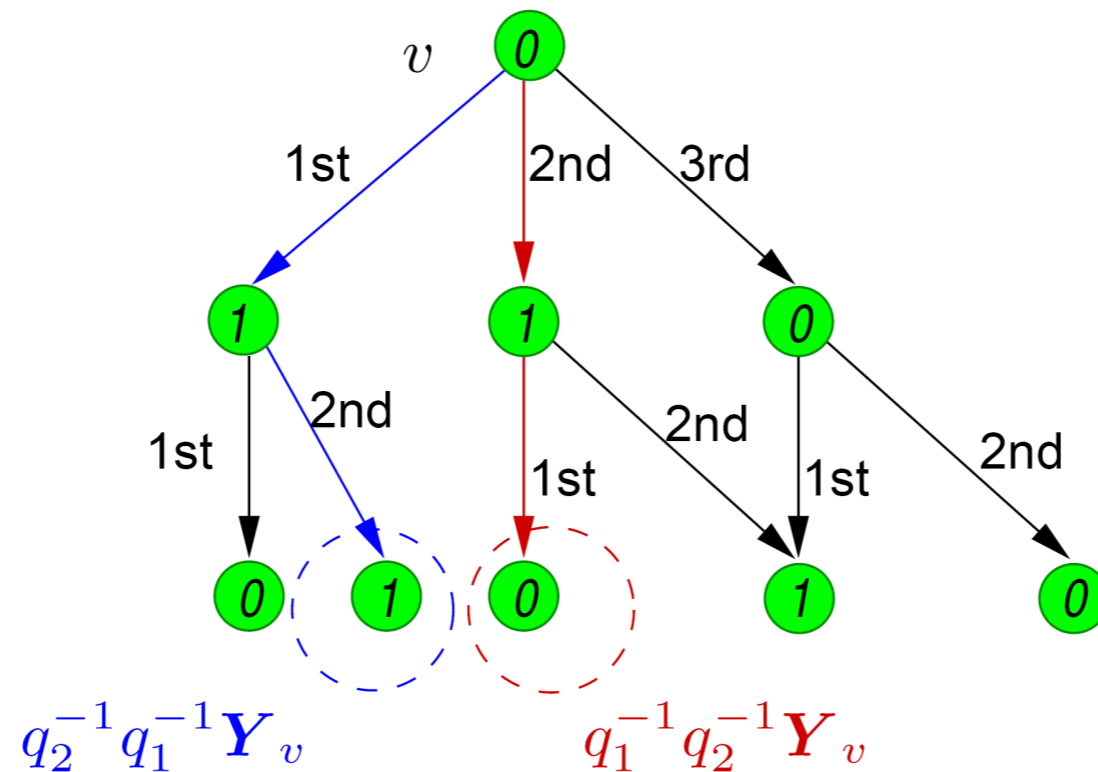 v 0
1st 2nd 3rd
1 1 0
1st 2nd 1st 2nd 1st 2nd
0 1 0 1 0
q_2^{-1} q_1^{-1} Y_v q_1^{-1} q_2^{-1} Y_v